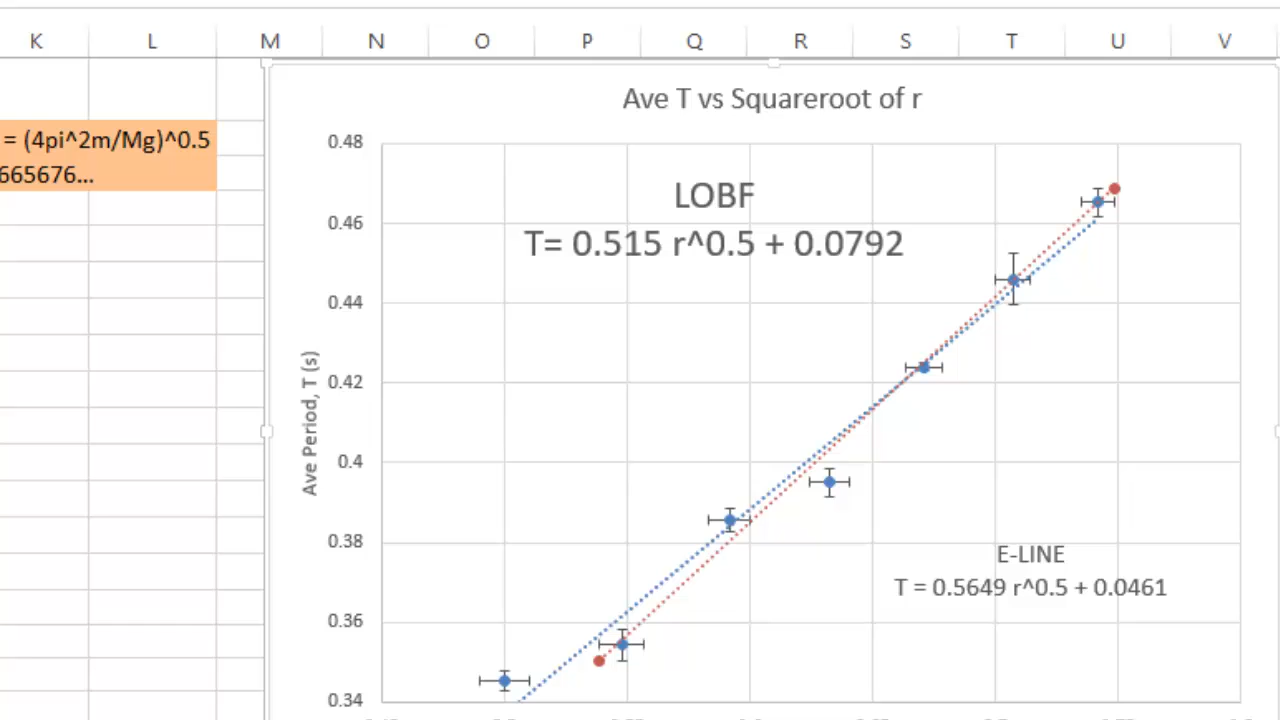 K L M N O P Q R S T U V
= (4pi^2m/Mg)^0.5
665676...
Ave T vs Squareroot of r
0.48
LOBF
0.46
T= 0.515 r^0.5 + 0.0792
0.44
Ave Period, T (s)
0.42
0.4
0.38
E-LINE
T = 0.5649 r^0.5 + 0.0461
0.36
0.34